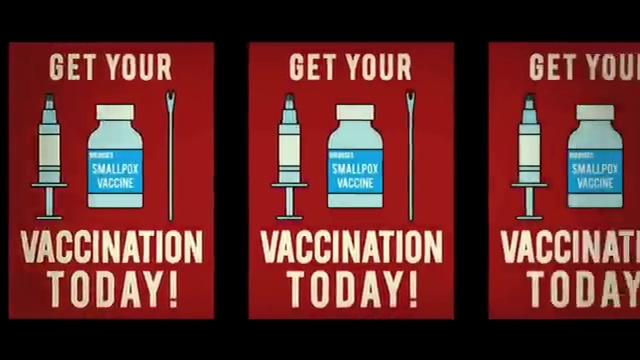 GET YOUR
SMALLPOX
VACCINE
VACCINATION
TODAY!
GET YOUR
SMALLPOX
VACCINE
VACCINATION
TODAY!
GET YOU
SMALLPOX
VACCINE
VACCINATI
TODAY